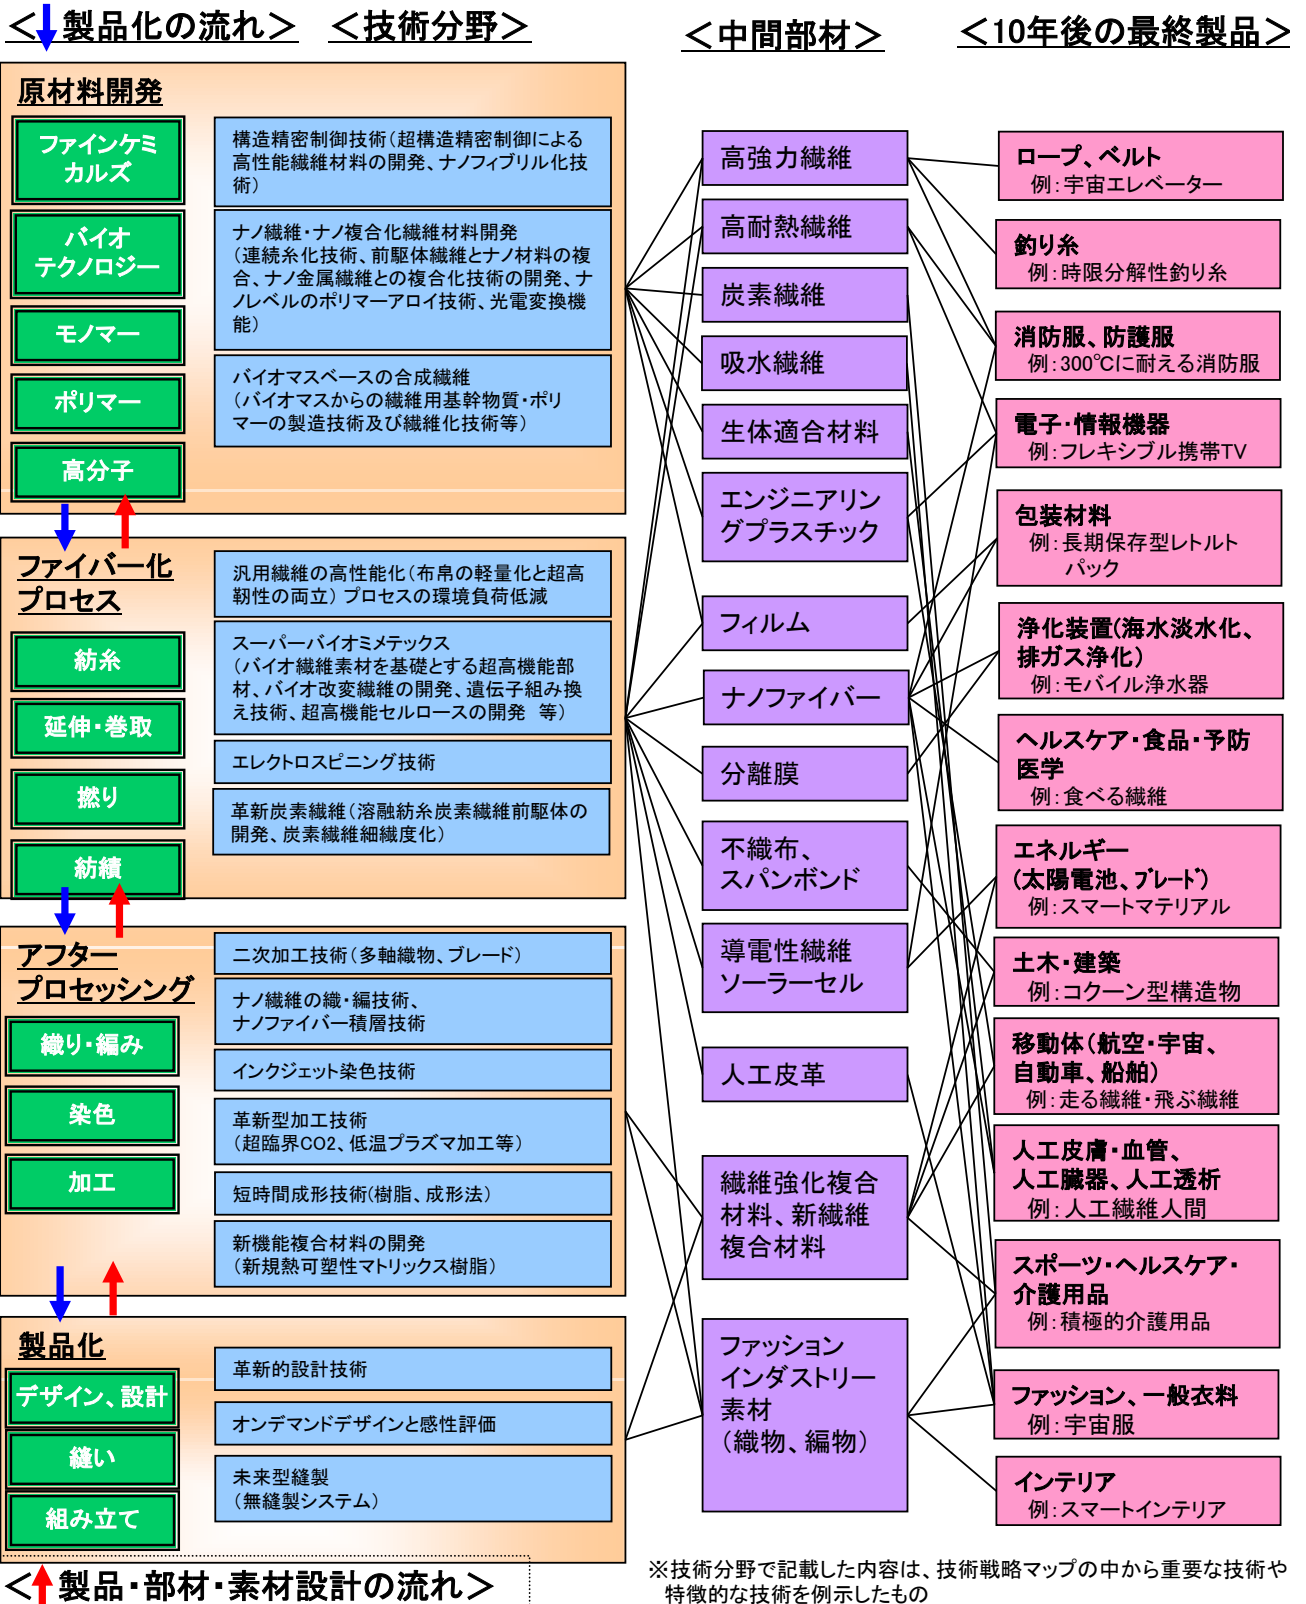 ＜製品化の流れ＞
＜技術分野＞
＜中間部材＞
＜10年後の最終製品＞
原材料開発
ファインケミ
カルズ
バイオ
テクノロジー
モノマー
ポリマー
高分子
構造精密制御技術（超構造精密制御による
高性能繊維材料の開発、ナノフィブリル化技
術）
ナノ繊維・ナノ複合化繊維材料開発
（連続糸化技術、前駆体繊維とナノ材料の複
合、ナノ金属繊維との複合化技術の開発、ナ
ノレベルのポリマーアロイ技術、光電変換機
能）
バイオマスベースの合成繊維
（バイオマスからの繊維用基幹物質・ポリ
マーの製造技術及び繊維化技術等）
ファイバー化
プロセス
紡糸
延伸・巻取
撚り
紡績
汎用繊維の高性能化（布帛の軽量化と超高
靭性の両立） プロセスの環境負荷低減
スーパーバイオミメテックス
（バイオ繊維素材を基礎とする超高機能部
材、バイオ改変繊維の開発、遺伝子組み換
え技術、超高機能セルロースの開発　等）
エレクトロスピニング技術
革新炭素繊維（溶融紡糸炭素繊維前駆体の
開発、炭素繊維細繊度化）
アフター
プロセッシング
織り・編み
染色
加工
二次加工技術（多軸織物、ブレード）
ナノ繊維の織・編技術、
ナノファイバー積層技術
インクジェット染色技術
革新型加工技術
（超臨界CO2、低温プラズマ加工等）
短時間成形技術（樹脂、成形法）
新機能複合材料の開発
（新規熱可塑性マトリックス樹脂）
製品化
デザイン、設計
縫い
組み立て
革新的設計技術
オンデマンドデザインと感性評価
未来型縫製
（無縫製システム）
＜製品・部材・素材設計の流れ＞
高強力繊維
高耐熱繊維
炭素繊維
吸水繊維
生体適合材料
エンジニアリン
グプラスチック
フィルム
ナノファイバー
分離膜
不織布、
スパンボンド
導電性繊維
ソーラーセル
人工皮革
繊維強化複合
材料、新繊維
複合材料
ファッション
インダストリー
素材
（織物、編物）
ロープ、ベルト
例：宇宙エレベーター
釣り糸
例：時限分解性釣り糸
消防服、防護服
例：300℃に耐える消防服
電子・情報機器
例：フレキシブル携帯TV
包装材料
例：長期保存型レトルト
パック
浄化装置（海水淡水化、
排ガス浄化）
例：モバイル浄水器
ヘルスケア・食品・予防
医学
例：食べる繊維
エネルギー
（太陽電池、ﾌﾞﾚｰﾄﾞ）
例：スマートマテリアル
土木・建築
例：コクーン型構造物
移動体（航空・宇宙、
自動車、船舶）
例：走る繊維・飛ぶ繊維
人工皮膚・血管、
人工臓器、人工透析
例：人工繊維人間
スポーツ・ヘルスケア・
介護用品
例：積極的介護用品
ファッション、一般衣料
例：宇宙服
インテリア
例：スマートインテリア
※技術分野で記載した内容は、技術戦略マップの中から重要な技術や
特徴的な技術を例示したもの